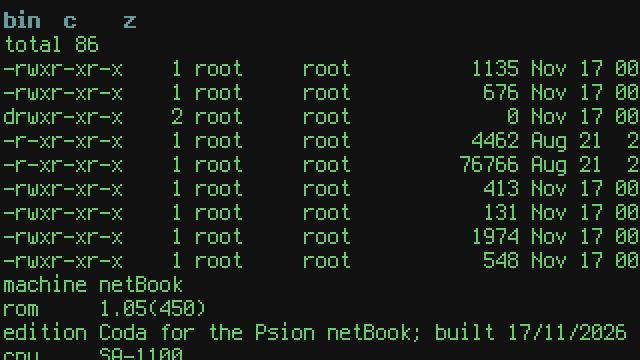 bin  c    z
total 86
-rwxr-xr-x    1 root     root          1135 Nov 17 00
-rwxr-xr-x    1 root     root           676 Nov 17 00
drwxr-xr-x    2 root     root             0 Nov 17 00
-r-xr-xr-x    1 root     root          4462 Aug 21  2
-r-xr-xr-x    1 root     root         76766 Aug 21  2
-rwxr-xr-x    1 root     root           413 Nov 17 00
-rwxr-xr-x    1 root     root           131 Nov 17 00
-rwxr-xr-x    1 root     root          1974 Nov 17 00
-rwxr-xr-x    1 root     root           548 Nov 17 00
machine netBook
rom     1.05(450)
edition Coda for the Psion netBook; built 17/11/2026
cpu     SA-1100